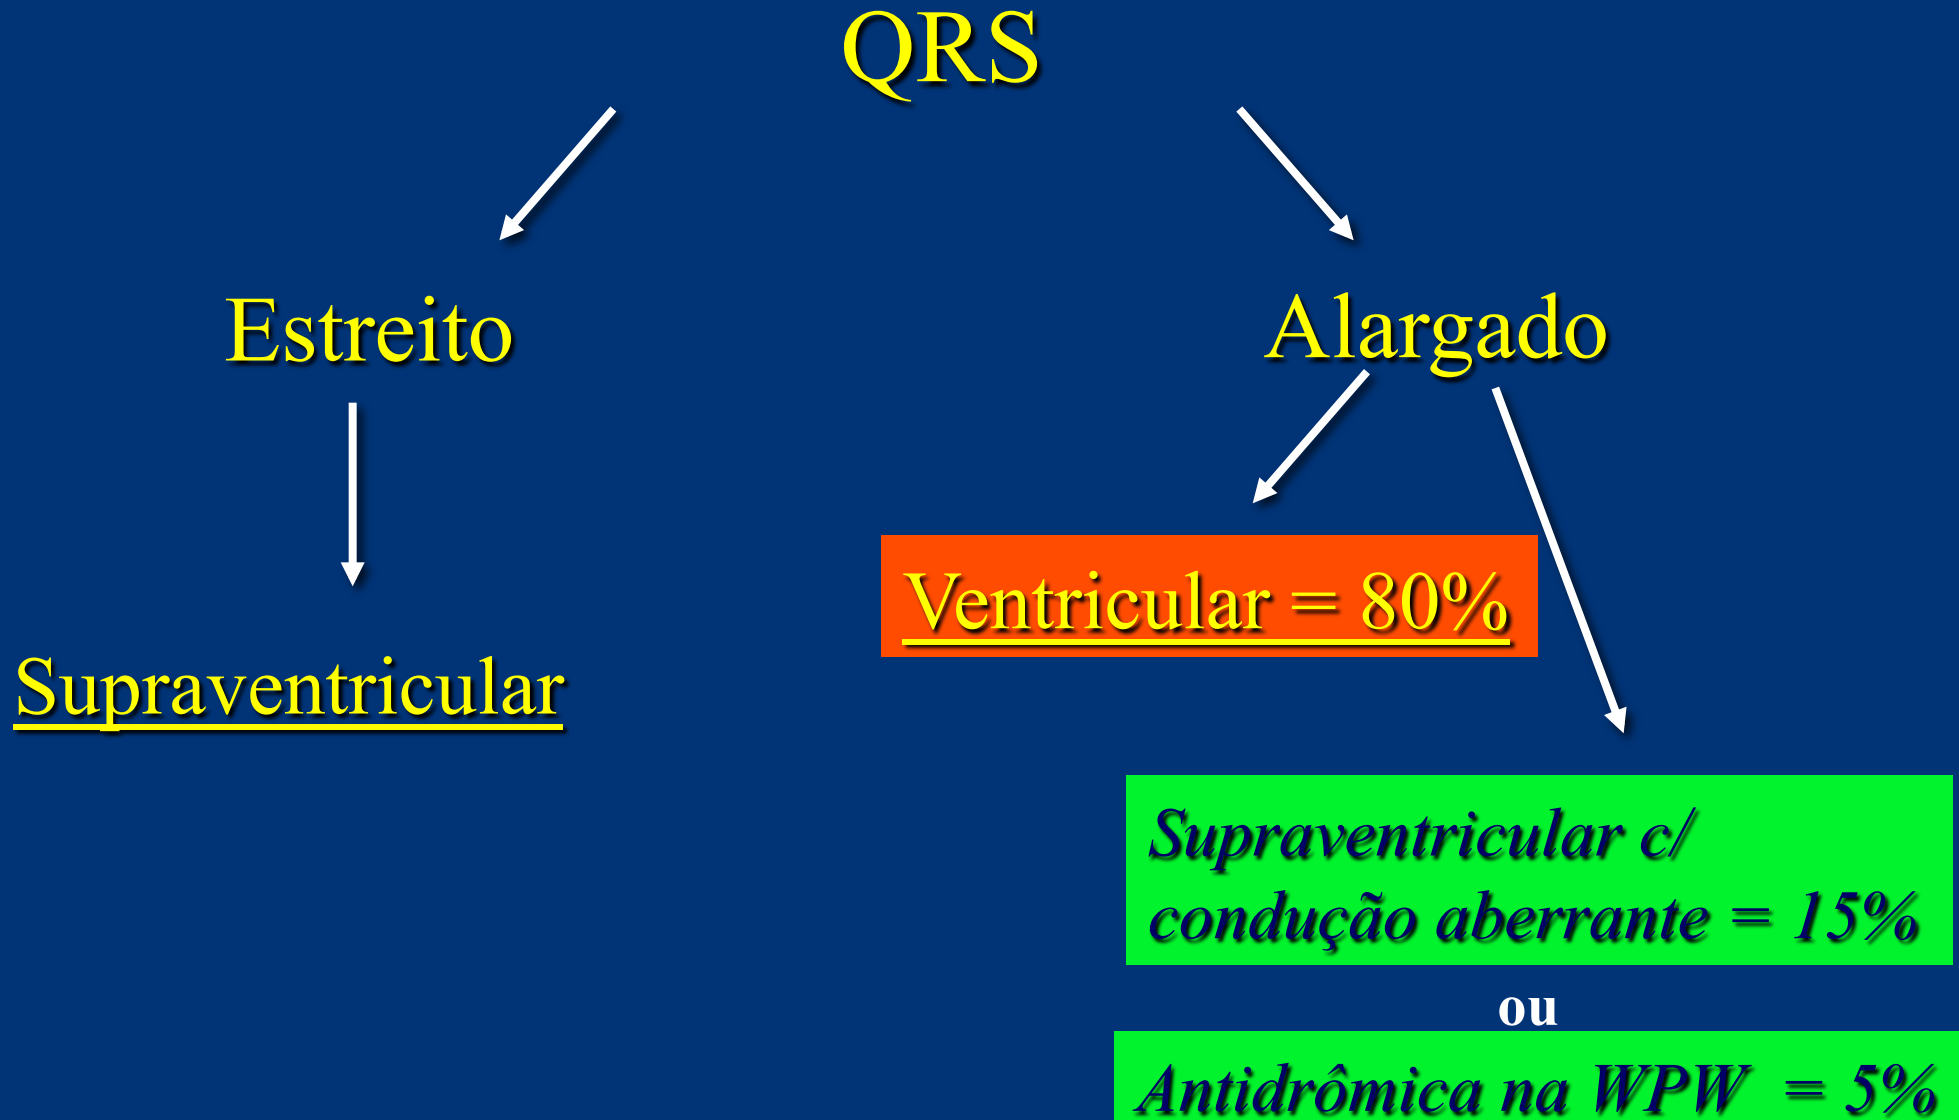 QRS
Estreito
Alargado
Ventricular = 80%
Supraventricular
Supraventricular c/
condução aberrante = 15%
ou
Antidrômica na WPW = 5%